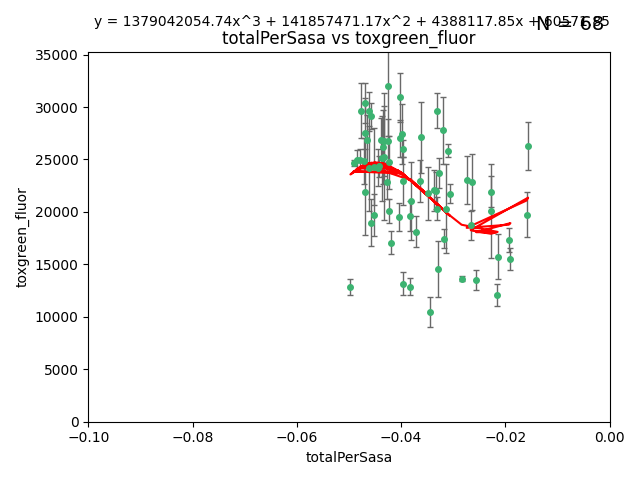 y = 1379042054.74x^3 + 141857471.17x^2 + 4388117.85x + 60571.85
N = 68
totalPerSasa vs toxgreen_fluor
35000
30000
25000
20000
15000
10000
5000
0
toxgreen_fluor
−0.10 −0.08 −0.06 −0.04 −0.02 0.00
totalPerSasa